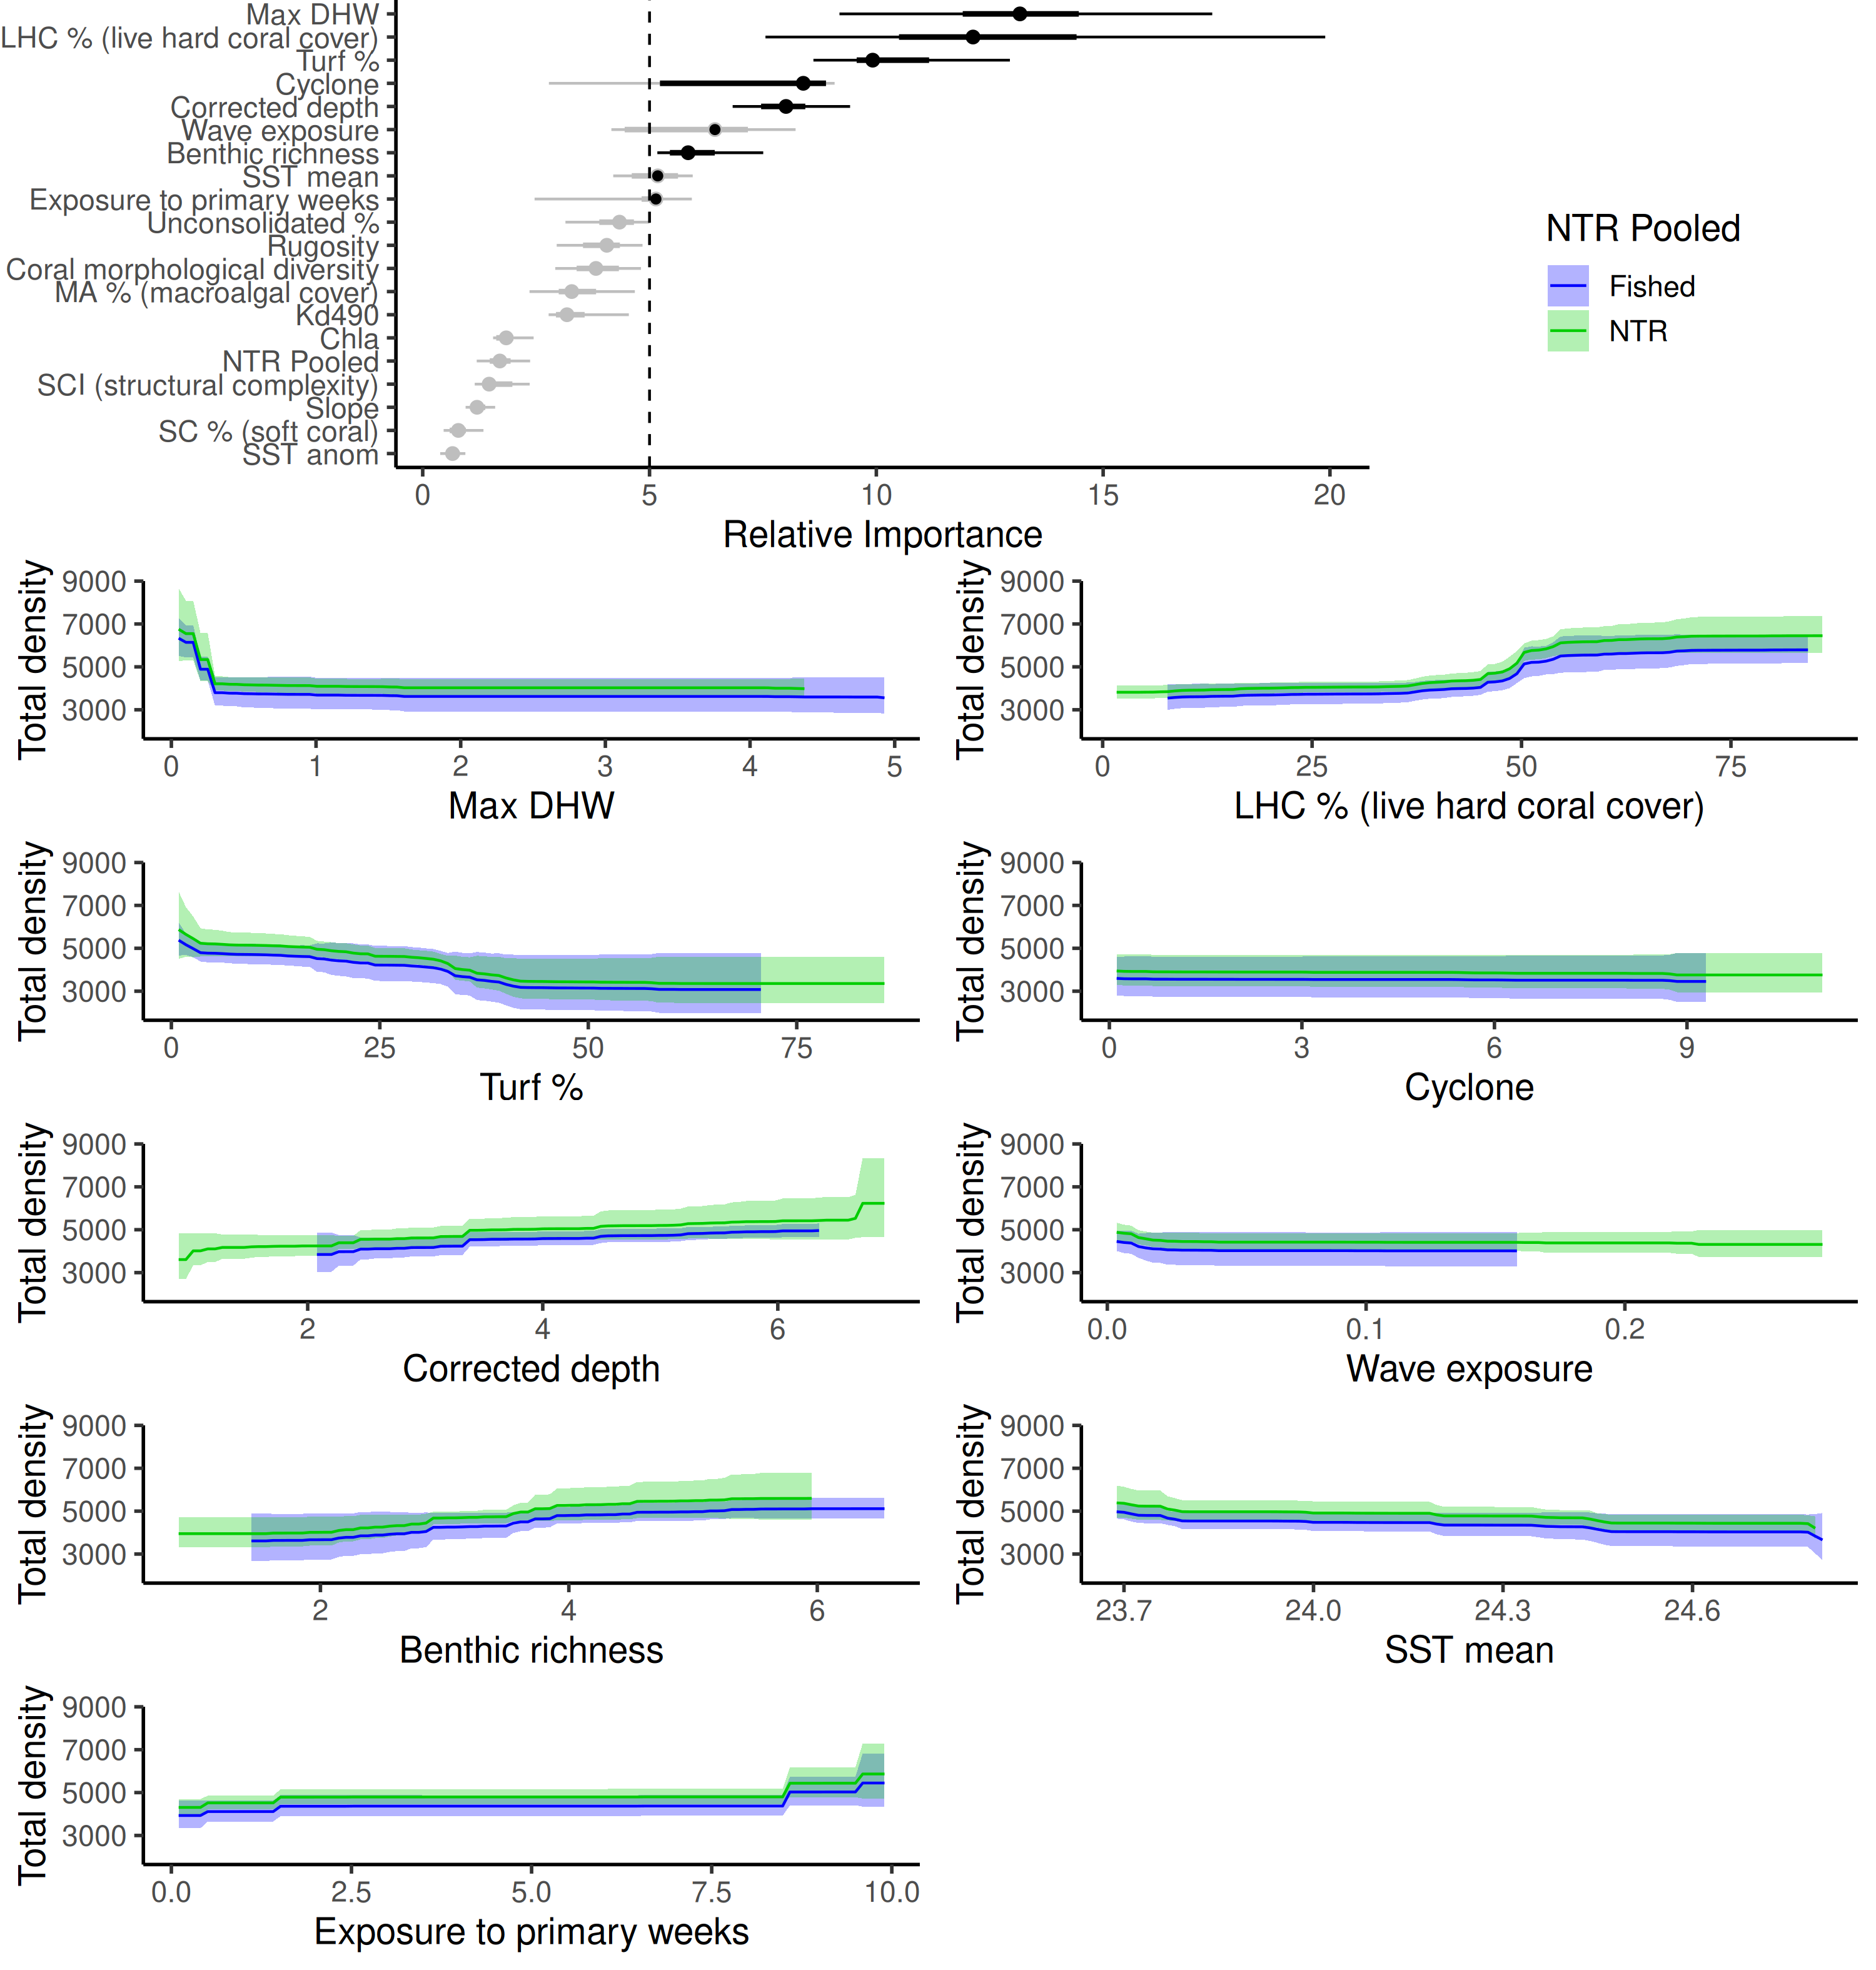 Max DHW
LHC % (live hard coral cover)
Turf %
Cyclone
Corrected depth
Wave exposure
Benthic richness
SST mean
Exposure to primary weeks
Unconsolidated %
Rugosity
Coral morphological diversity
MA % (macroalgal cover)
Kd490
Chla
NTR Pooled
SCI (structural complexity)
Slope
SC % (soft coral)
SST anom
0 5 10 15 20
Relative Importance
NTR Pooled
Fished
NTR
Total density
9000
7000
5000
3000
0 1 2 3 4 5
Max DHW
Total density
9000
7000
5000
3000
0 25 50 75
LHC % (live hard coral cover)
Total density
9000
7000
5000
3000
0 25 50 75
Turf %
Total density
9000
7000
5000
3000
0 3 6 9
Cyclone
Total density
9000
7000
5000
3000
2 4 6
Corrected depth
Total density
9000
7000
5000
3000
0.0 0.1 0.2
Wave exposure
Total density
9000
7000
5000
3000
2 4 6
Benthic richness
Total density
9000
7000
5000
3000
23.7 24.0 24.3 24.6
SST mean
Total density
9000
7000
5000
3000
0.0 2.5 5.0 7.5 10.0
Exposure to primary weeks